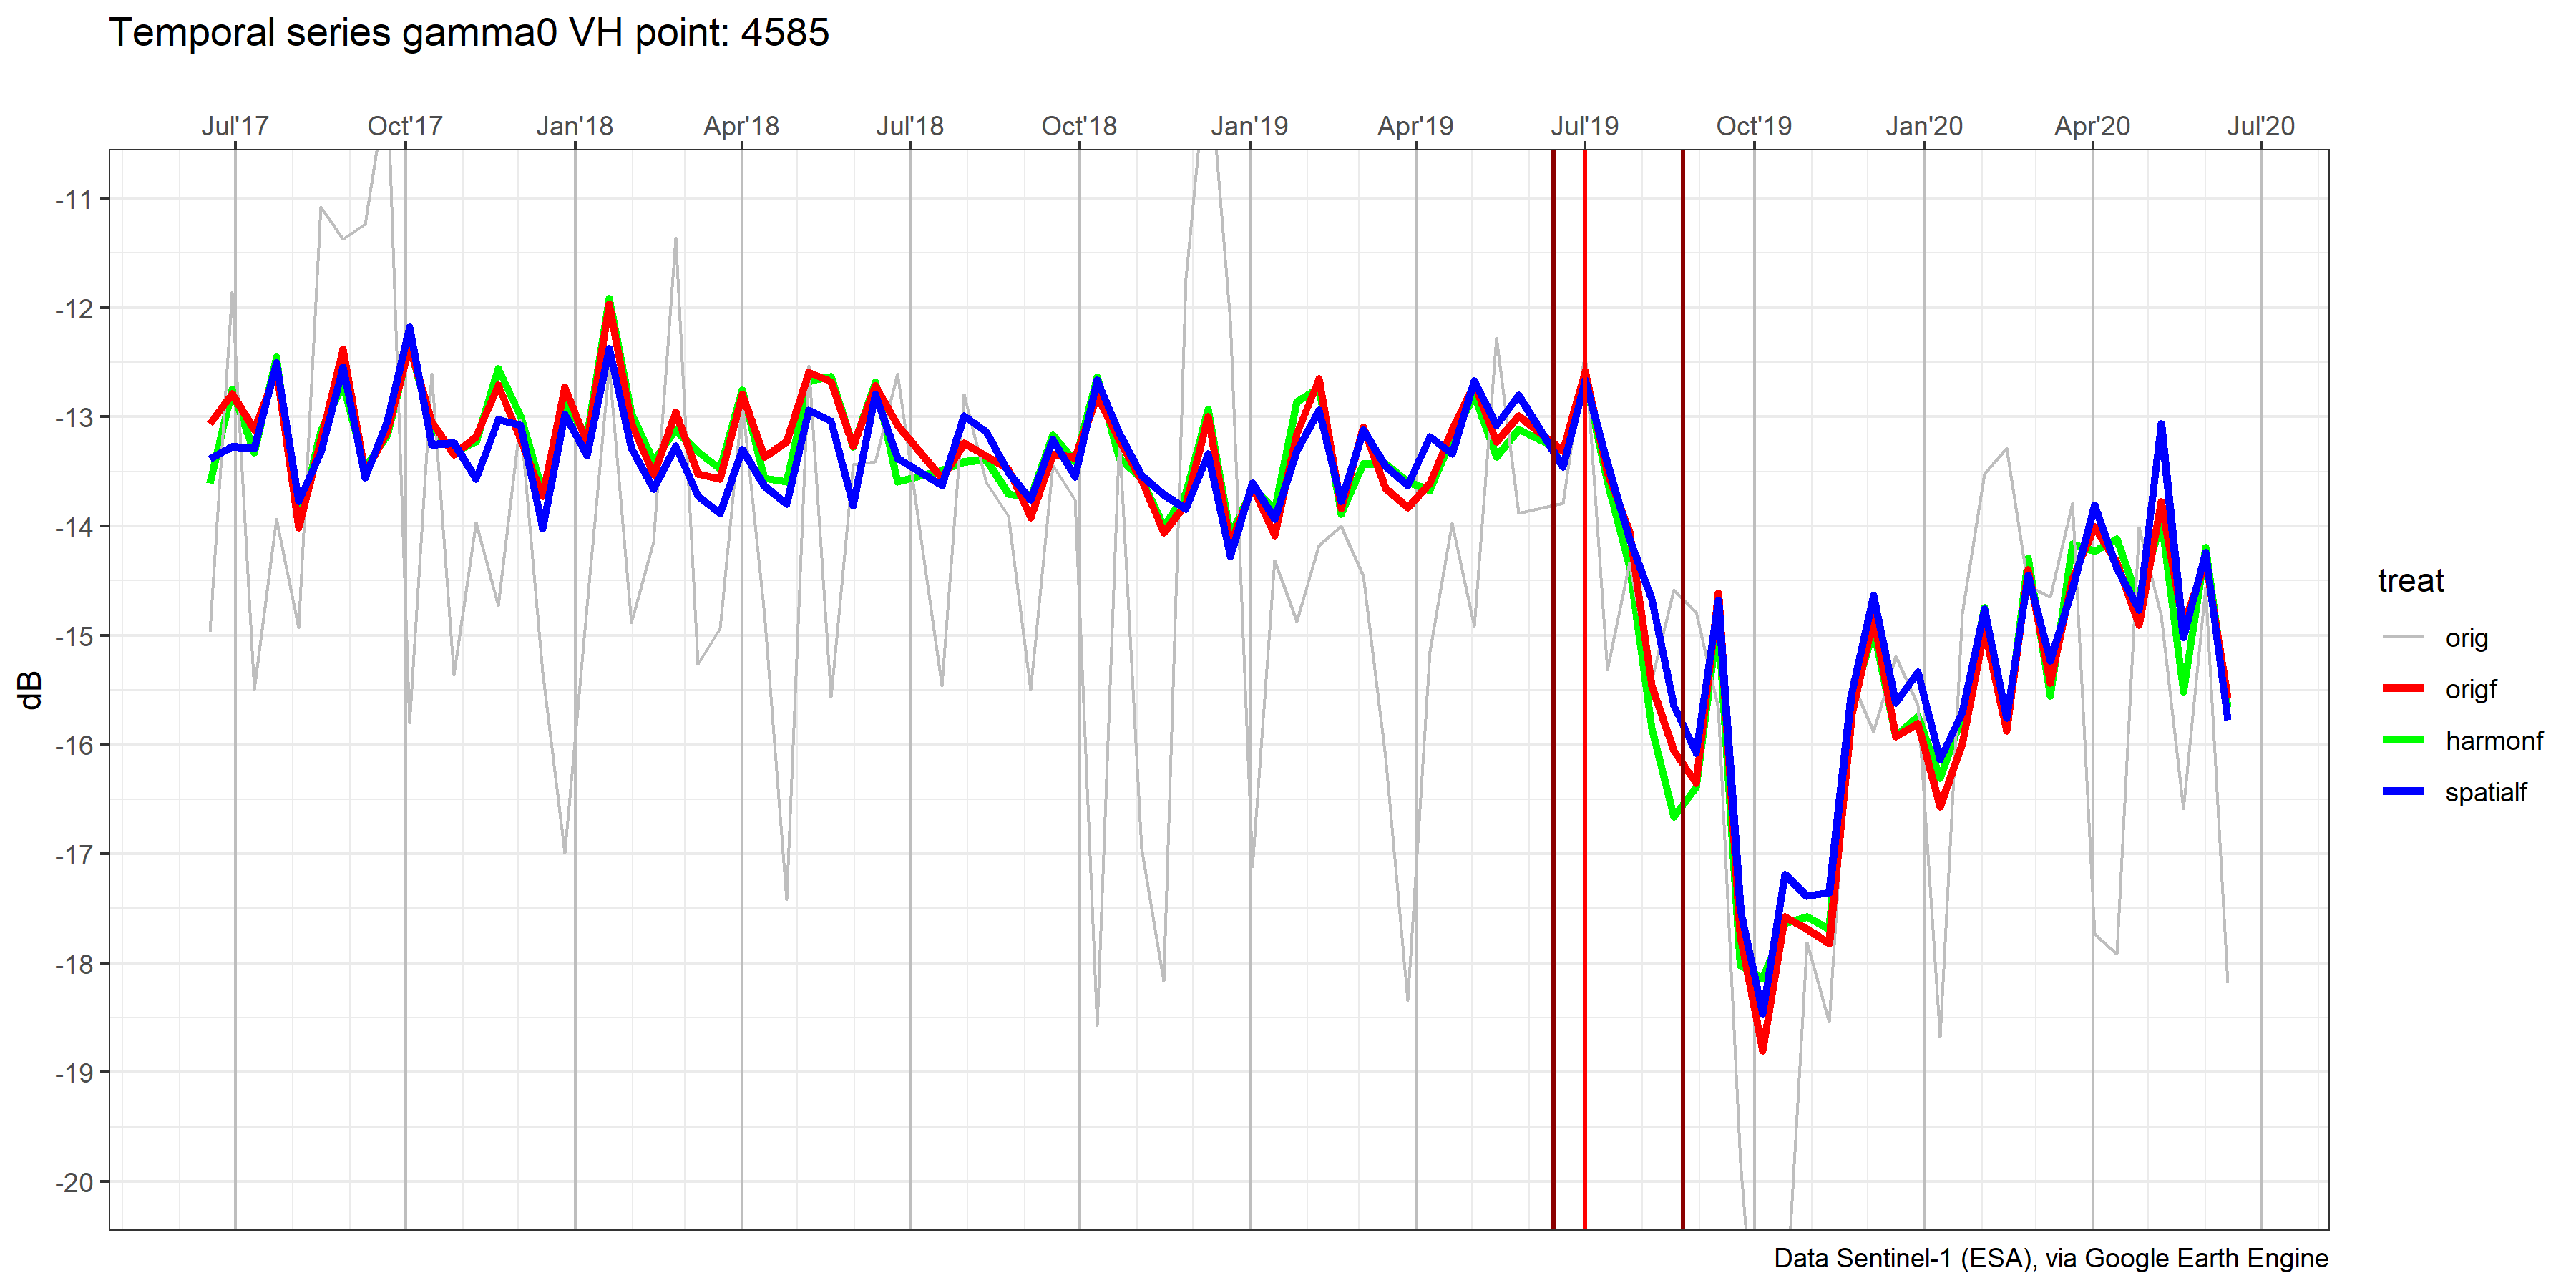 Temporal series gamma0 VH point: 4585
Jul'17 Oct'17 Jan'18 Apr'18 Jul'18 Oct'18 Jan'19 Apr'19 Jul'19 Oct'19 Jan'20 Apr'20 Jul'20
-11
-12
-13
-14
-15
-16
-17
-18
-19
-20
dB
treat
orig
origf
harmonf
spatialf
Data Sentinel-1 (ESA), via Google Earth Engine